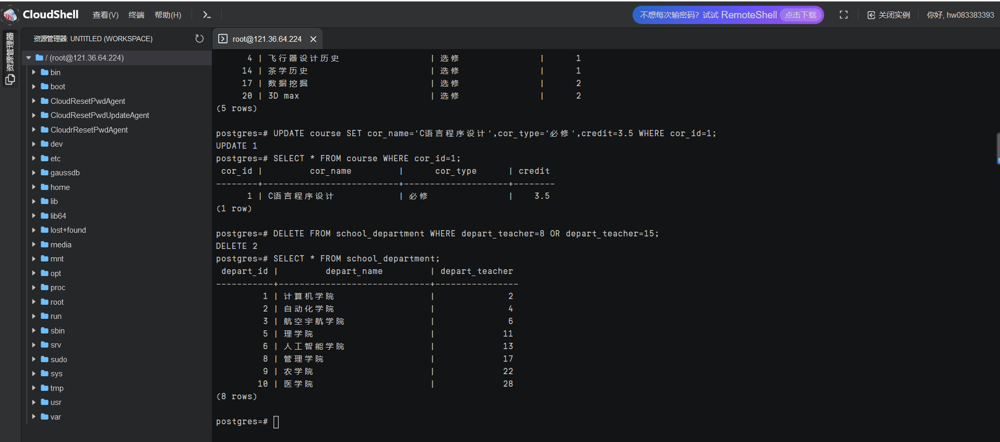 CloudShell 查看(V) 终端 帮助(H) 不想每次输密码？试试 RemoteShell 点击下载 关闭实例 你好, hw083383393
资源管理器
资源管理器: UNTITLED (WORKSPACE)
/ (root@121.36.64.224)
bin
boot
CloudResetPwdAgent
CloudResetPwdUpdateAgent
CloudrResetPwdAgent
dev
etc
gaussdb
home
lib
lib64
lost+found
media
mnt
opt
proc
root
run
sbin
srv
sudo
sys
tmp
usr
var
root@121.36.64.224
4 | 飞行器设计历史 | 选修 | 1
14 | 茶学历史 | 选修 | 1
17 | 数据挖掘 | 选修 | 2
20 | 3D max | 选修 | 2
(5 rows)
postgres=# UPDATE course SET cor_name='C语言程序设计',cor_type='必修',credit=3.5 WHERE cor_id=1;
UPDATE 1
postgres=# SELECT * FROM course WHERE cor_id=1;
cor_id | cor_name | cor_type | credit
--------+--------------------------+--------------------+--------
1 | C语言程序设计 | 必修 | 3.5
(1 row)
postgres=# DELETE FROM school_department WHERE depart_teacher=8 OR depart_teacher=15;
DELETE 2
postgres=# SELECT * FROM school_department;
depart_id | depart_name | depart_teacher
-----------+-----------------------------+----------------
1 | 计算机学院 | 2
2 | 自动化学院 | 4
3 | 航空宇航学院 | 6
5 | 理学院 | 11
6 | 人工智能学院 | 13
8 | 管理学院 | 17
9 | 农学院 | 22
10 | 医学院 | 28
(8 rows)
postgres=#